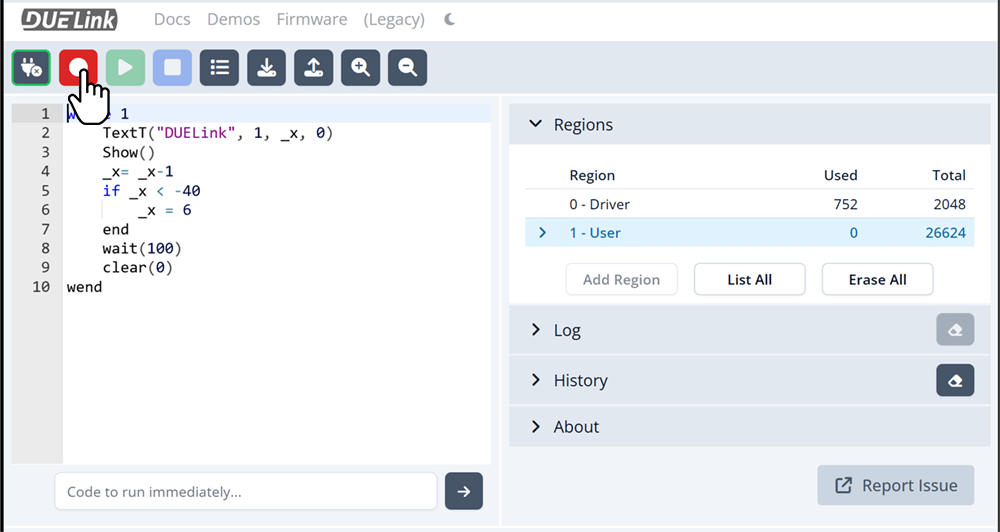 DUELink Docs Demos Firmware (Legacy)
1 w e 1
2 TextT("DUELink", 1, _x, 0)
3 Show()
4 _x= _x-1
5 if _x < -40
6 _x = 6
7 end
8 wait(100)
9 clear(0)
10 wend
Code to run immediately...
Regions
Region Used Total
0 - Driver 752 2048
1 - User 0 26624
Add Region List All Erase All
Log
History
About
Report Issue